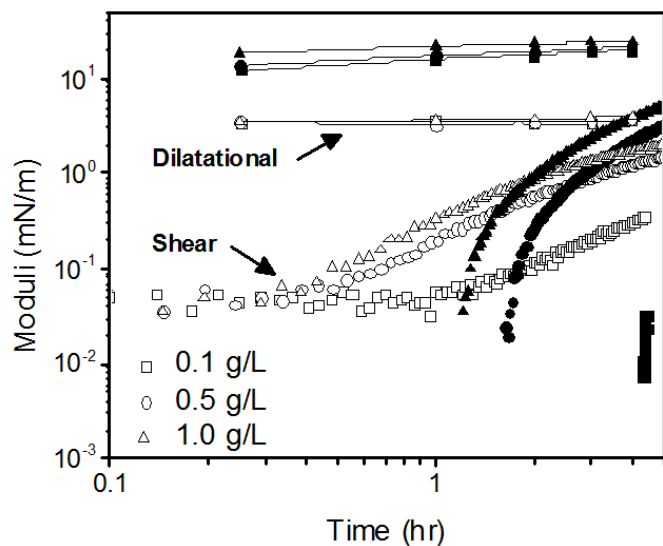 Moduli (mN/m)
10¹
10⁰
10⁻¹
10⁻²
10⁻³
Dilatational
Shear
0.1 g/L
0.5 g/L
1.0 g/L
0.1
1
Time (hr)